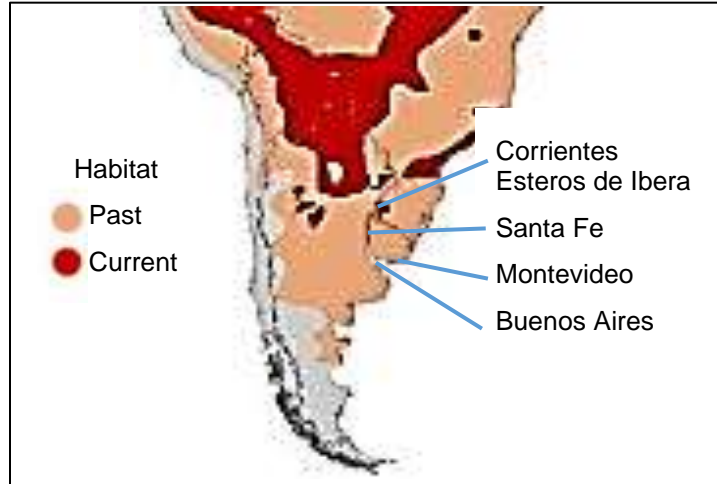 Habitat
Past
Current
Corrientes
Esteros de Ibera
Santa Fe
Montevideo
Buenos Aires